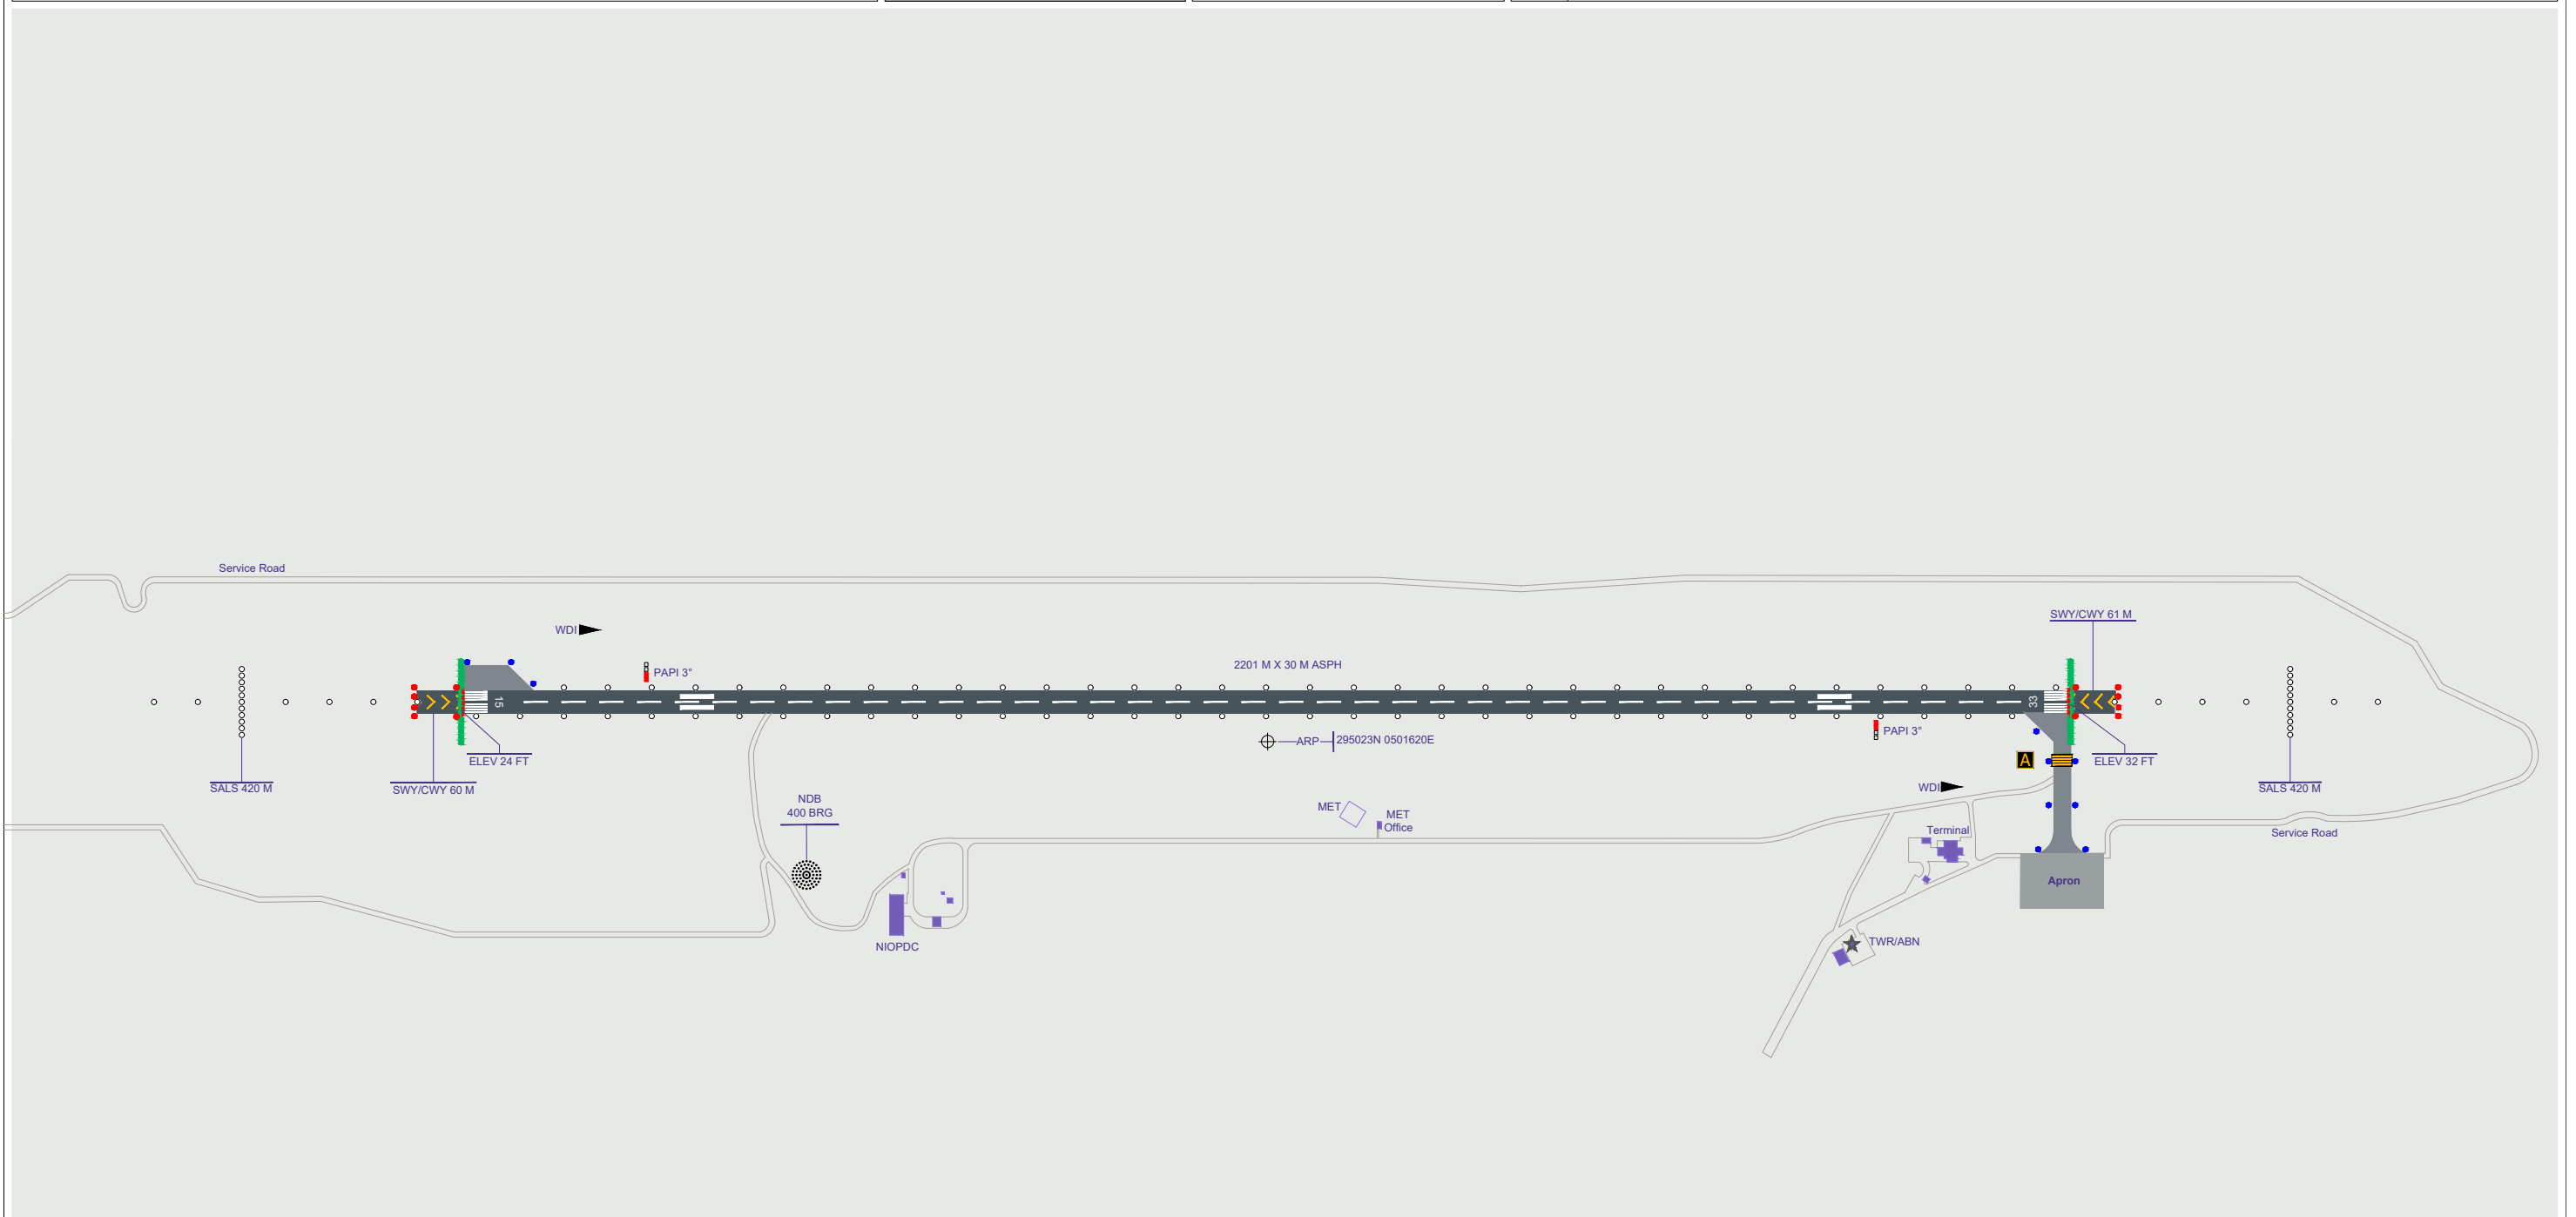 Service Road
SWY/CWY 61 M
WDI
2201 M X 30 M ASPH
PAPI 3°
15
33
PAPI 3°
ARP
295023N 0501620E
ELEV 24 FT
A
ELEV 32 FT
SALS 420 M
SWY/CWY 60 M
WDI
SALS 420 M
NDB
400 BRG
MET
MET
Office
Terminal
Service Road
Apron
NIOPDC
TWR/ABN